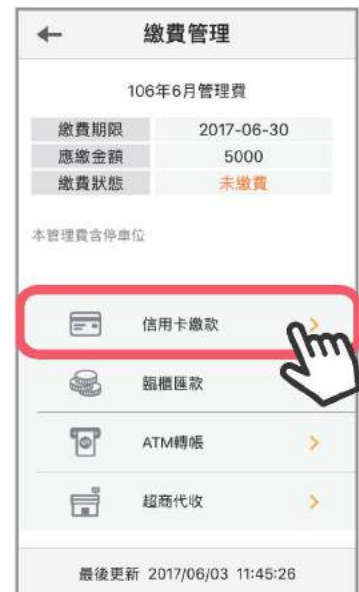 繳費管理
106年6月管理費
繳費期限 2017-06-30
應繳金額 5000
繳費狀態 未繳費
本管理費含停車位
信用卡繳款
臨櫃匯款
ATM轉帳
超商代收
最後更新 2017/06/03 11:45:26